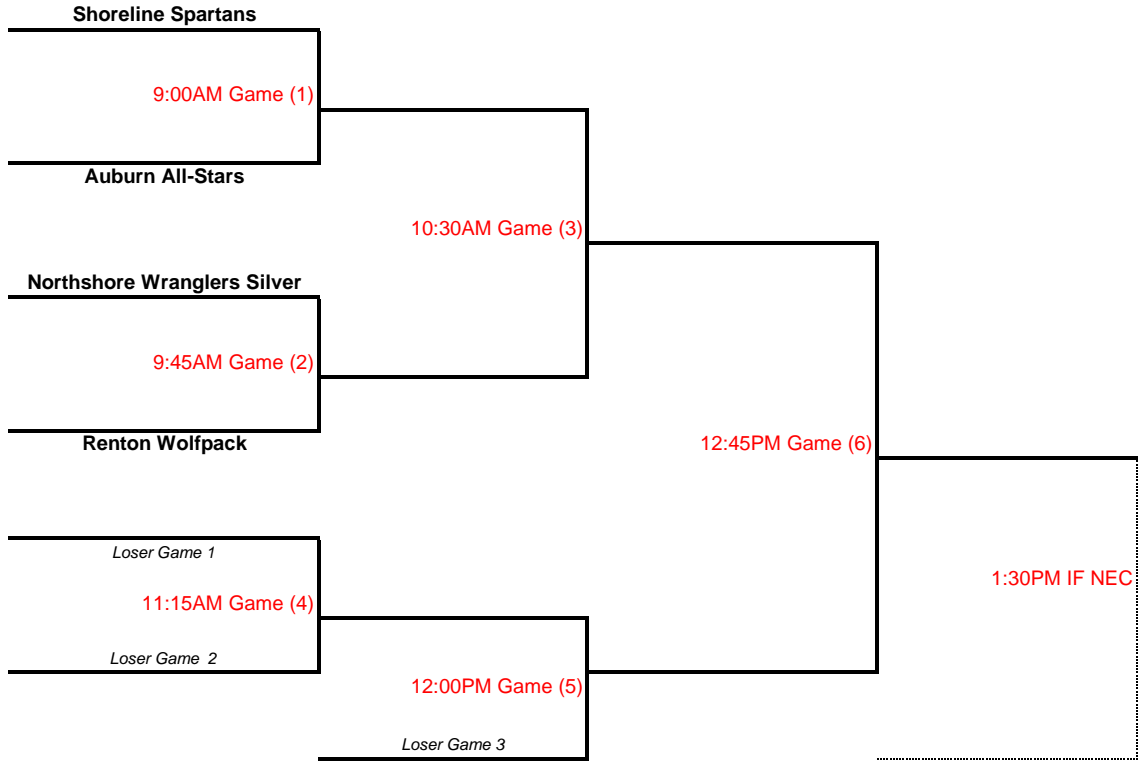 Shoreline Spartans
9:00AM Game (1)
Auburn All-Stars
10:30AM Game (3)
Northshore Wranglers Silver
9:45AM Game (2)
Renton Wolfpack
12:45PM Game (6)
Loser Game 1
1:30PM IF NEC
11:15AM Game (4)
Loser Game 2
12:00PM Game (5)
Loser Game 3